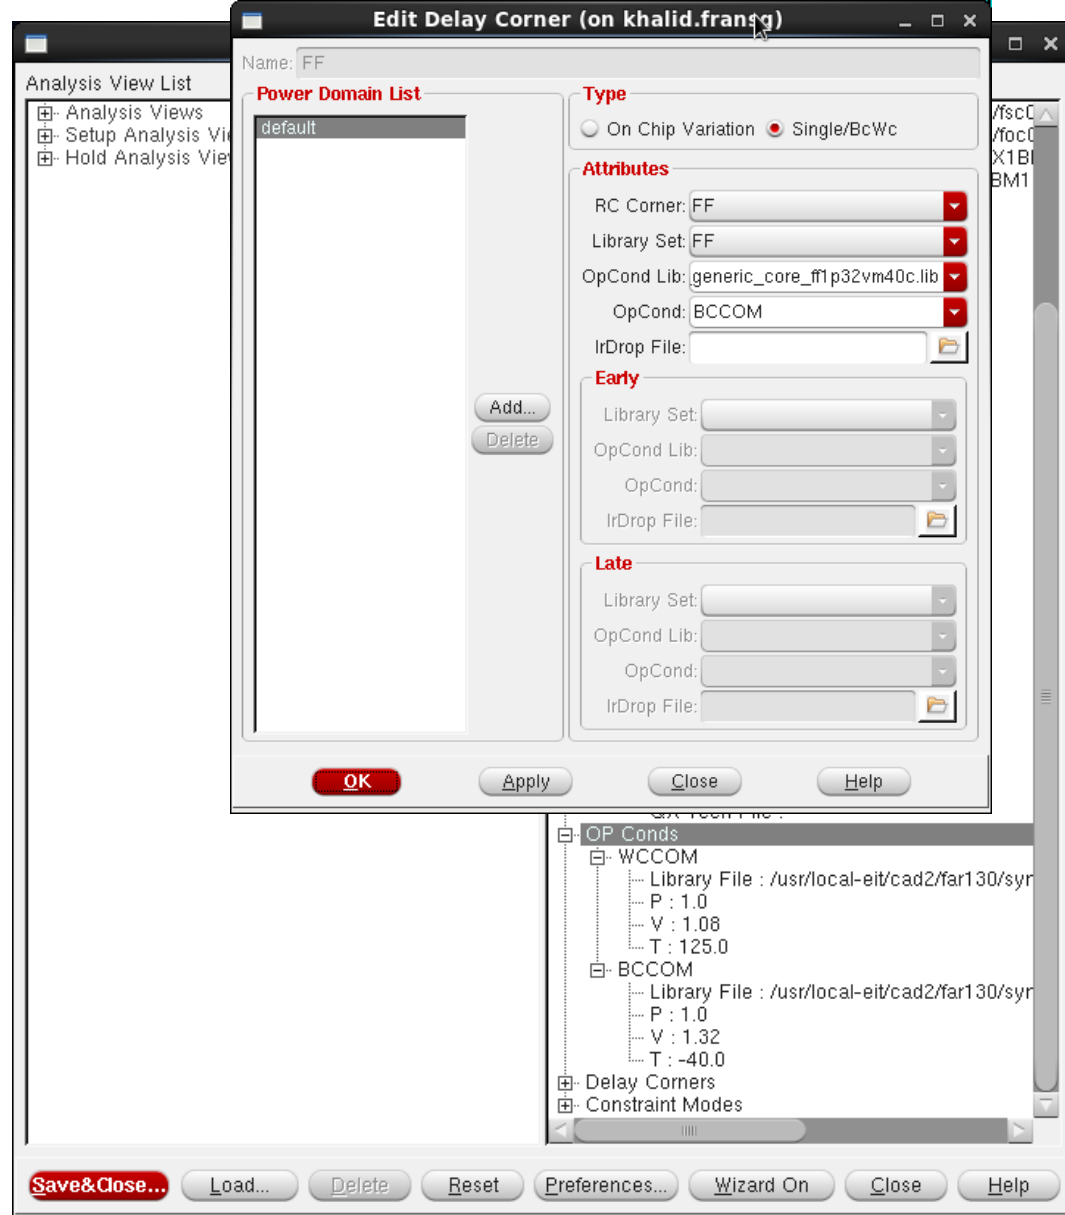 Edit Delay Corner (on khalid.fransg)
Name: FF
Power Domain List
default
Add...
Delete
Type
On Chip Variation Single/BcWc
Attributes
RC Corner: FF
Library Set: FF
OpCond Lib: generic_core_ff1p32vm40c.lib
OpCond: BCCOM
IrDrop File:
Early
Library Set:
OpCond Lib:
OpCond:
IrDrop File:
Late
Library Set:
OpCond Lib:
OpCond:
IrDrop File:
OK Apply Close Help
Analysis View List
Analysis Views
Setup Analysis Vi
Hold Analysis Vie
OP Conds
WCCOM
Library File : /usr/local-eit/cad2/far130/syn
P : 1.0
V : 1.08
T : 125.0
BCCOM
Library File : /usr/local-eit/cad2/far130/syn
P : 1.0
V : 1.32
T : -40.0
Delay Corners
Constraint Modes
Save&Close... Load... Delete Reset Preferences... Wizard On Close Help